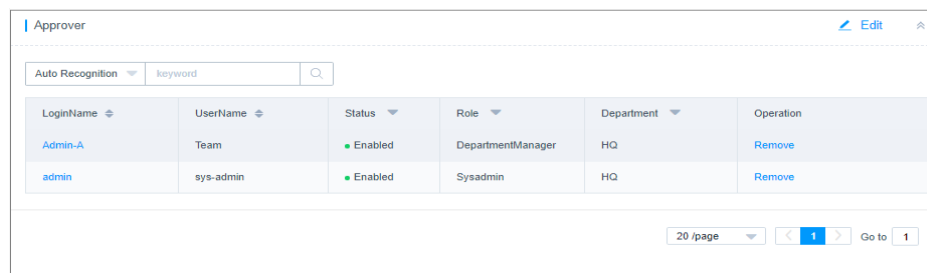 Approver Edit
Auto Recognition keyword
LoginName UserName Status Role Department Operation
Admin-A Team Enabled DepartmentManager HQ Remove
admin sys-admin Enabled Sysadmin HQ Remove
20 /page 1 Go to 1